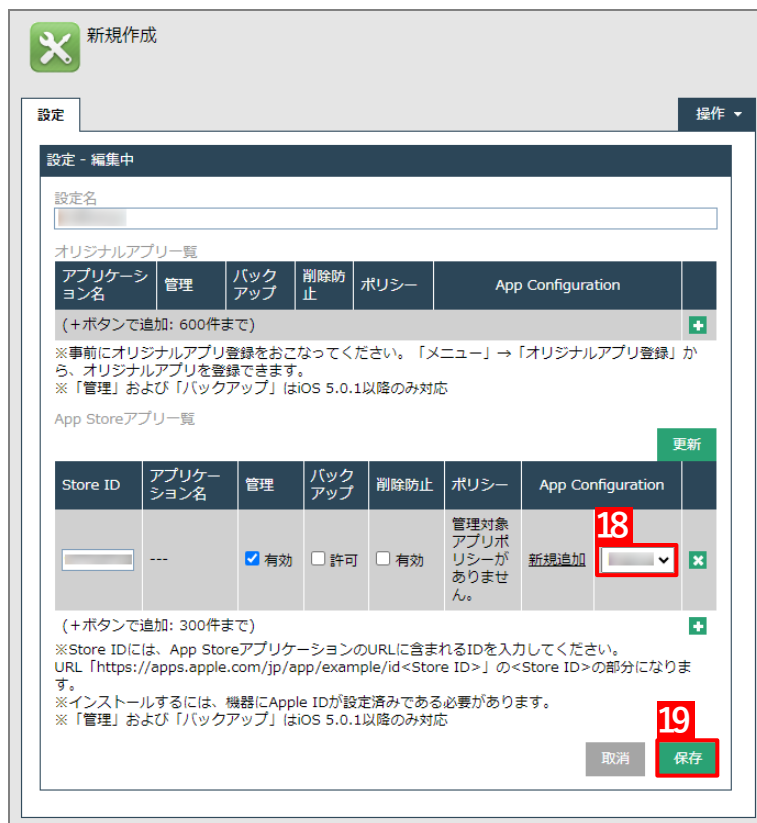 新規作成
設定
操作
設定 - 編集中
設定名
オリジナルアプリ一覧
アプリケーション名 管理 バックアップ 削除防止 ポリシー App Configuration
(+ボタンで追加: 600件まで)
※事前にオリジナルアプリ登録をおこなってください。「メニュー」→「オリジナルアプリ登録」か
ら、オリジナルアプリを登録できます。
※「管理」および「バックアップ」はiOS 5.0.1以降のみ対応
App Storeアプリ一覧
更新
Store ID アプリケーション名 管理 バックアップ 削除防止 ポリシー App Configuration
18
--- 有効 許可 有効 管理対象アプリポリシーがありません。 新規追加
(+ボタンで追加: 300件まで)
※Store IDには、App StoreアプリケーションのURLに含まれるIDを入力してください。
URL「https://apps.apple.com/jp/app/example/id<Store ID>」の<Store ID>の部分になりま
す。
※インストールするには、機器にApple IDが設定済みである必要があります。
※「管理」および「バックアップ」はiOS 5.0.1以降のみ対応
19
取消 保存